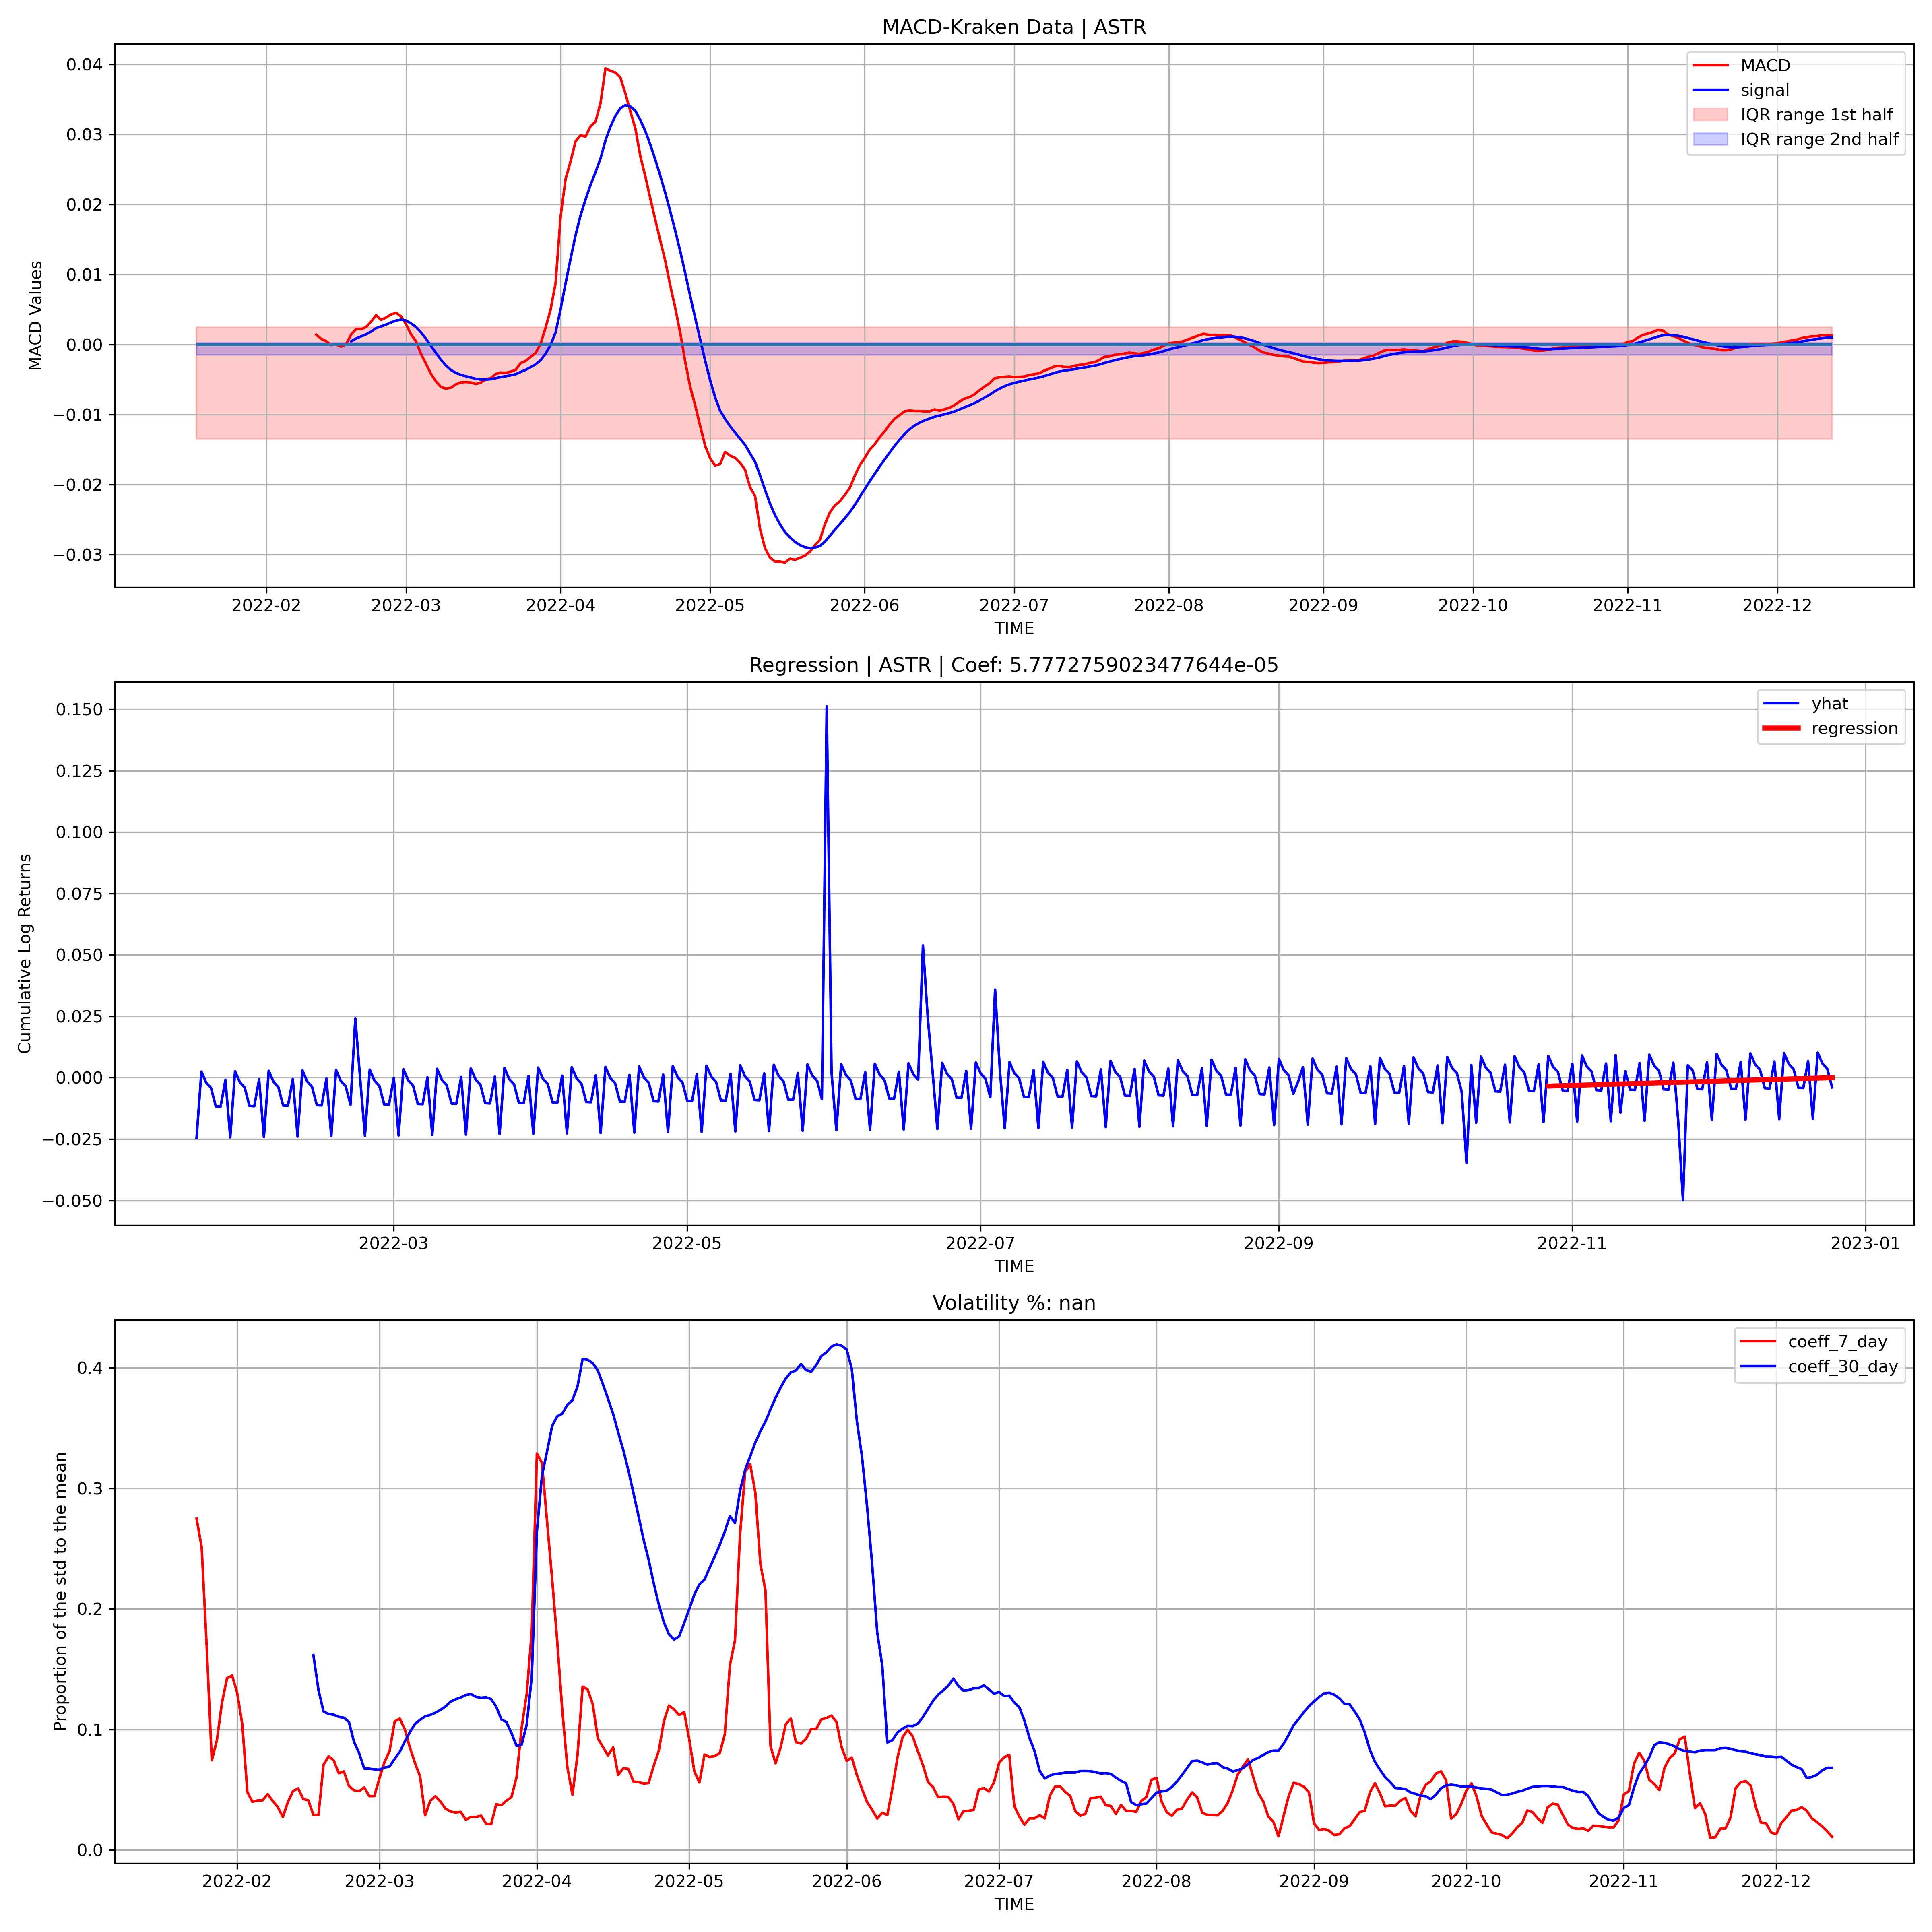 MACD-Kraken Data | ASTR
0.04
0.03
0.02
0.01
0.00
−0.01
−0.02
−0.03
MACD Values
MACD
signal
IQR range 1st half
IQR range 2nd half
2022-02 2022-03 2022-04 2022-05 2022-06 2022-07 2022-08 2022-09 2022-10 2022-11 2022-12
TIME
Regression | ASTR | Coef: 5.7772759023477644e-05
0.150
0.125
0.100
0.075
0.050
0.025
0.000
−0.025
−0.050
Cumulative Log Returns
yhat
regression
2022-03 2022-05 2022-07 2022-09 2022-11 2023-01
TIME
Volatility %: nan
0.4
0.3
0.2
0.1
0.0
Proportion of the std to the mean
coeff_7_day
coeff_30_day
2022-02 2022-03 2022-04 2022-05 2022-06 2022-07 2022-08 2022-09 2022-10 2022-11 2022-12
TIME